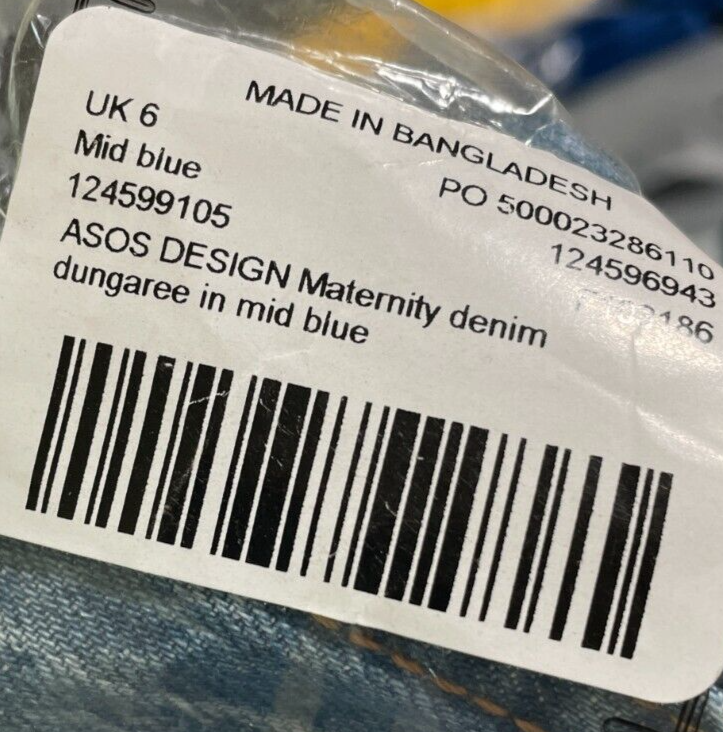 MADE IN BANGLADESH
UK 6
Mid blue
124599105
PO 500023286110
124596943
ASOS DESIGN Maternity denim
dungaree in mid blue